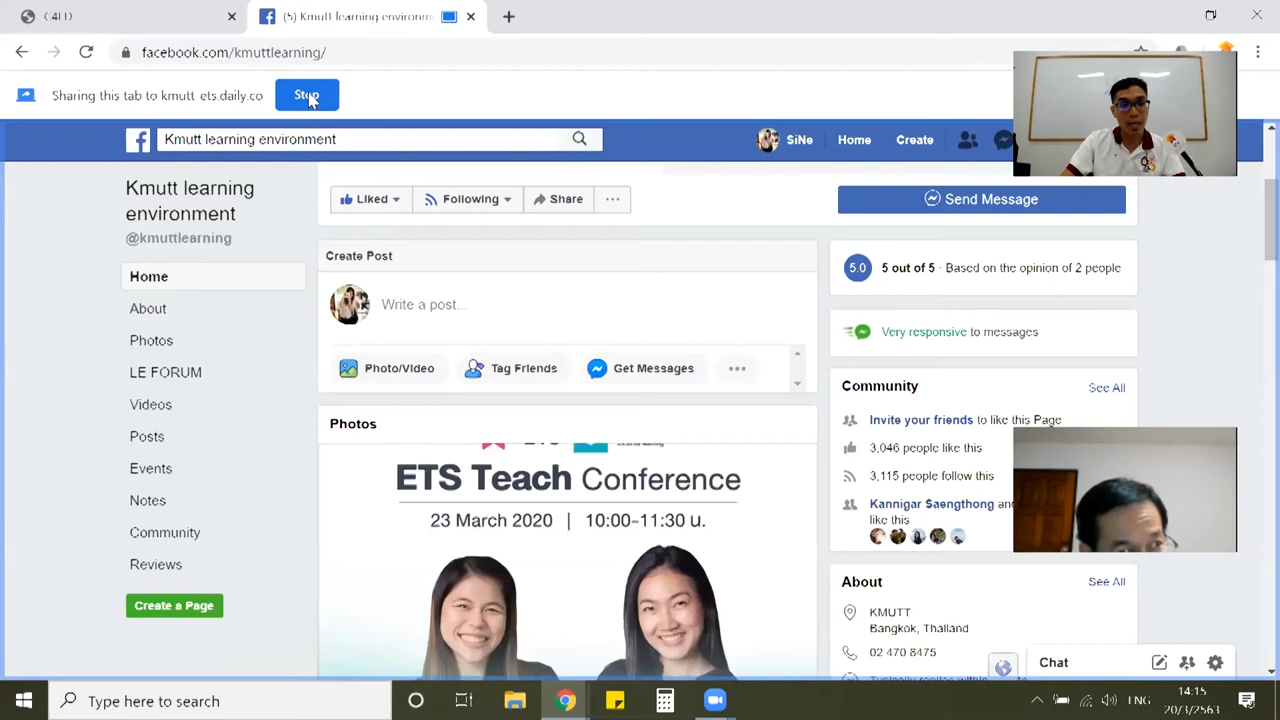 (5) Kmutt learning environm
facebook.com/kmuttlearning/
Sharing this tab to kmutt-ets.daily.co
Stop
Kmutt learning environment
SiNe
Home
Create
Kmutt learning
environment
@kmuttlearning
Home
About
Photos
LE FORUM
Videos
Posts
Events
Notes
Community
Reviews
Create a Page
Liked
Following
Share
Send Message
Create Post
Write a post...
Photo/Video
Tag Friends
Get Messages
Photos
ETS Teach Conference
23 March 2020 | 10:00-11:30 น.
5.0
5 out of 5 · Based on the opinion of 2 people
Very responsive to messages
Community
See All
Invite your friends to like this Page
3,046 people like this
3,115 people follow this
Kannigar Saengthong and
like this
About
See All
KMUTT
Bangkok, Thailand
02 470 8475
Chat
Type here to search
ENG
14:15
20/3/2563